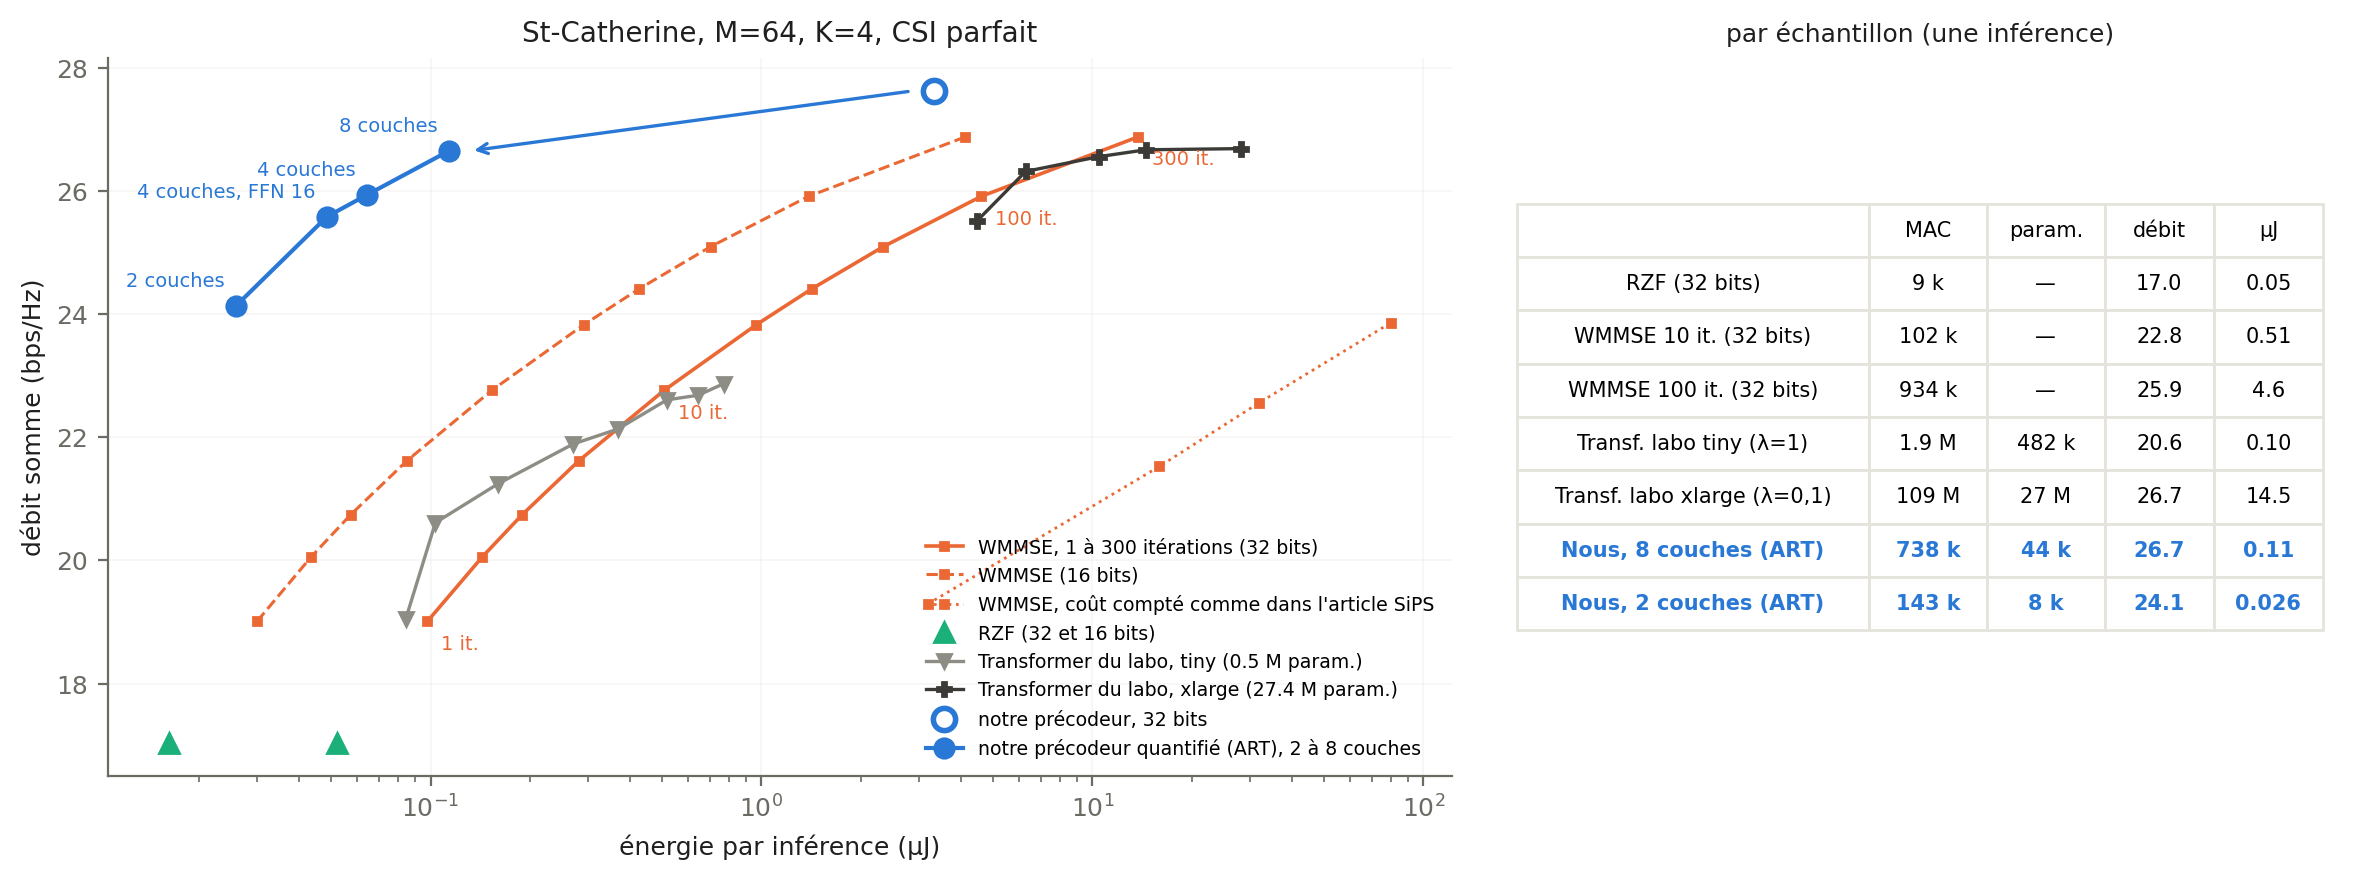 St-Catherine, M=64, K=4, CSI parfait
par échantillon (une inférence)
débit somme (bps/Hz)
28
26
24
22
20
18
8 couches
4 couches
4 couches, FFN 16
2 couches
300 it.
100 it.
10 it.
1 it.
WMMSE, 1 à 300 itérations (32 bits)
WMMSE (16 bits)
WMMSE, coût compté comme dans l'article SiPS
RZF (32 et 16 bits)
Transformer du labo, tiny (0.5 M param.)
Transformer du labo, xlarge (27.4 M param.)
notre précodeur, 32 bits
notre précodeur quantifié (ART), 2 à 8 couches
10⁻¹ 10⁰ 10¹ 10²
énergie par inférence (µJ)
MAC param. débit µJ
RZF (32 bits) 9 k — 17.0 0.05
WMMSE 10 it. (32 bits) 102 k — 22.8 0.51
WMMSE 100 it. (32 bits) 934 k — 25.9 4.6
Transf. labo tiny (λ=1) 1.9 M 482 k 20.6 0.10
Transf. labo xlarge (λ=0,1) 109 M 27 M 26.7 14.5
Nous, 8 couches (ART) 738 k 44 k 26.7 0.11
Nous, 2 couches (ART) 143 k 8 k 24.1 0.026